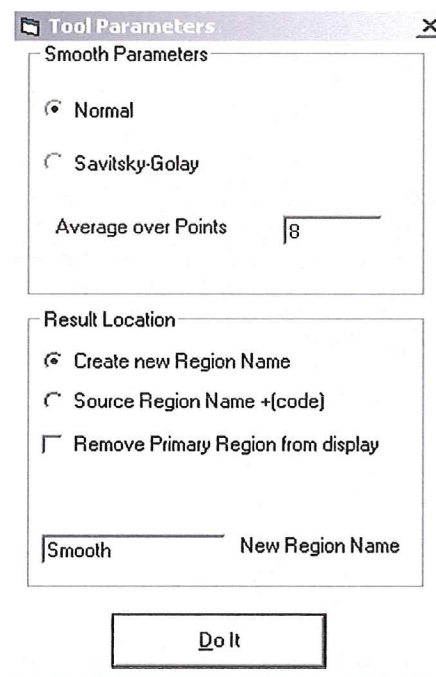 Tool Parameters
Smooth Parameters
Normal
Savitsky-Golay
Average over Points 8
Result Location
Create new Region Name
Source Region Name +(code)
Remove Primary Region from display
Smooth New Region Name
Do It